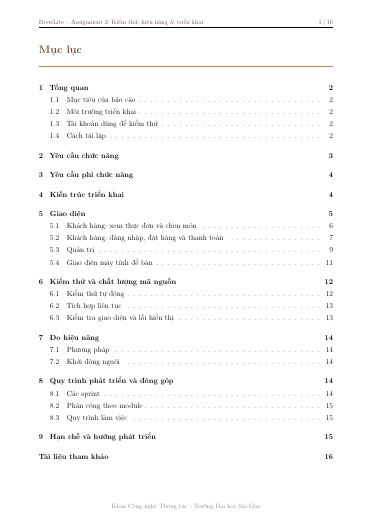 BrewLite · Assignment 2: Kiểm thử, hiệu năng & triển khai 1 / 16
Mục lục
1 Tổng quan 2
1.1 Mục tiêu của báo cáo 2
1.2 Môi trường triển khai 2
1.3 Tài khoản dùng để kiểm thử 2
1.4 Cách tái lập 2
2 Yêu cầu chức năng 3
3 Yêu cầu phi chức năng 4
4 Kiến trúc triển khai 4
5 Giao diện 5
5.1 Khách hàng: xem thực đơn và chọn món 6
5.2 Khách hàng: đăng nhập, đặt hàng và thanh toán 7
5.3 Quản trị 9
5.4 Giao diện máy tính để bàn 11
6 Kiểm thử và chất lượng mã nguồn 12
6.1 Kiểm thử tự động 12
6.2 Tích hợp liên tục 13
6.3 Kiểm tra giao diện và lỗi hiển thị 13
7 Đo hiệu năng 14
7.1 Phương pháp 14
7.2 Khởi động nguội 14
8 Quy trình phát triển và đóng góp 14
8.1 Các sprint 14
8.2 Phân công theo module 15
8.3 Quy trình làm việc 15
9 Hạn chế và hướng phát triển 15
Tài liệu tham khảo 16
Khoa Công nghệ Thông tin · Trường Đại học Sài Gòn